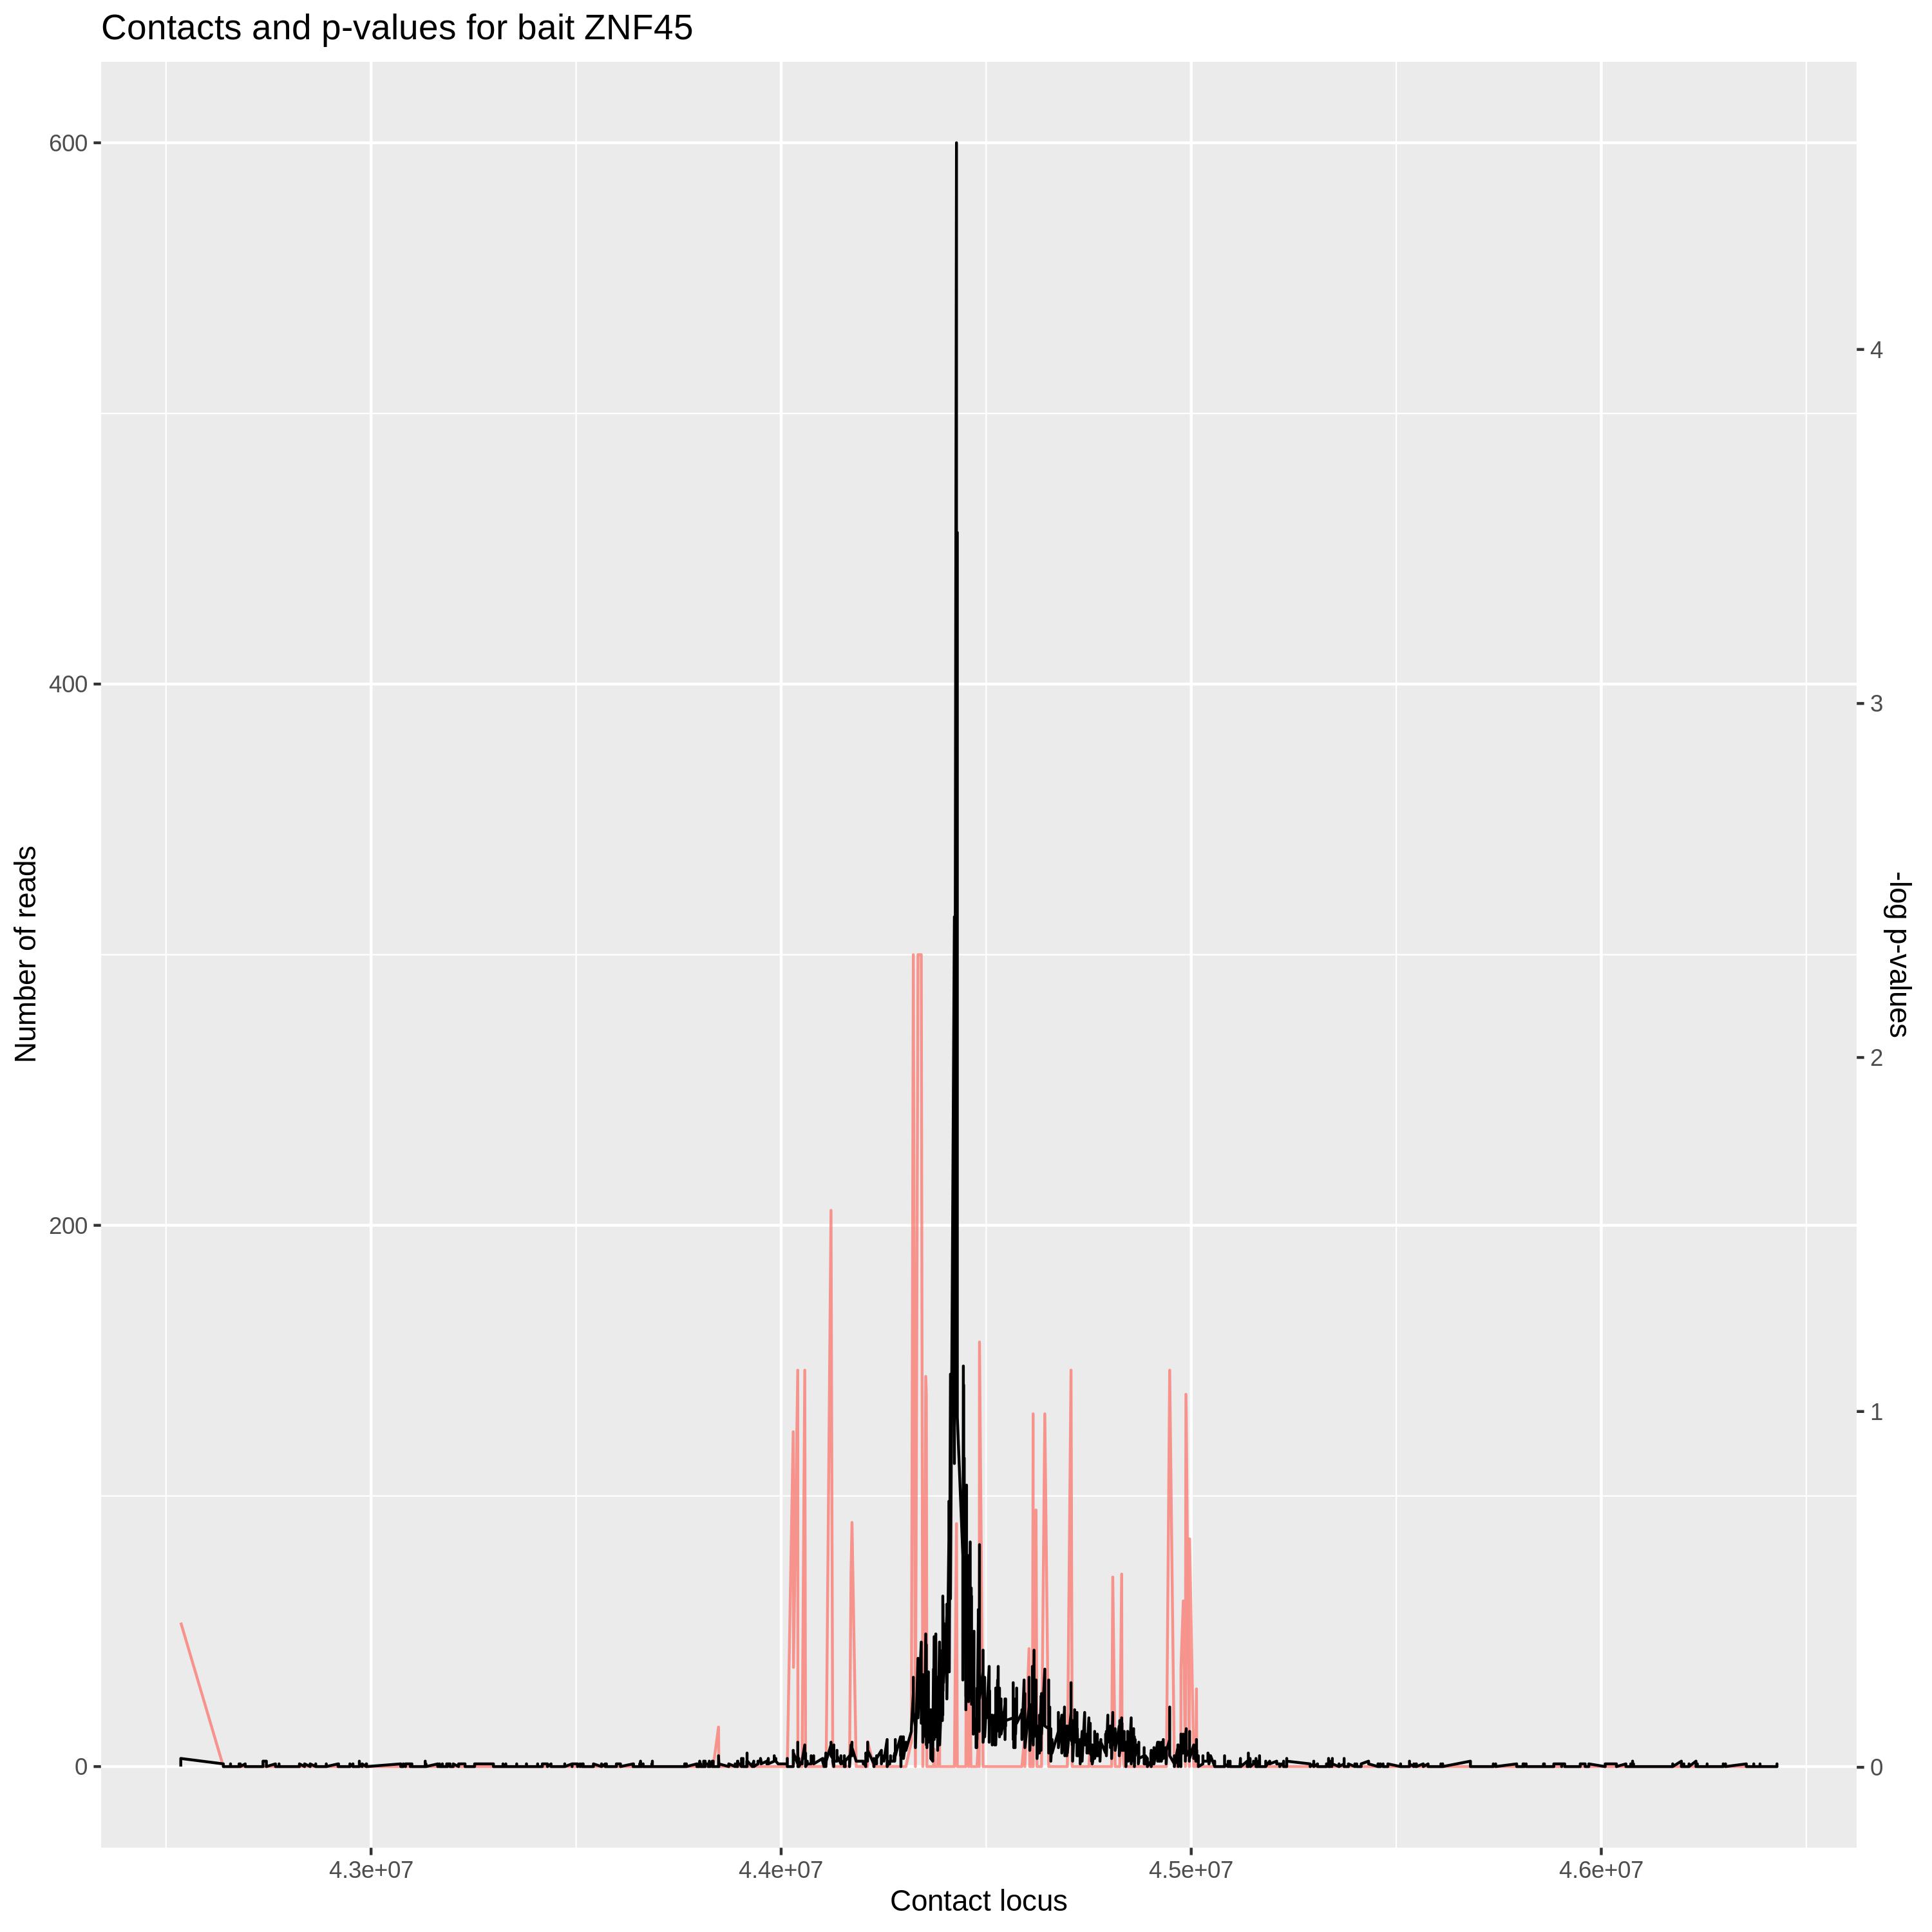 Contacts and p-values for bait ZNF45
600
400
200
0
Number of reads
4
3
2
1
0
-log p-values
4.3e+07 4.4e+07 4.5e+07 4.6e+07
Contact locus